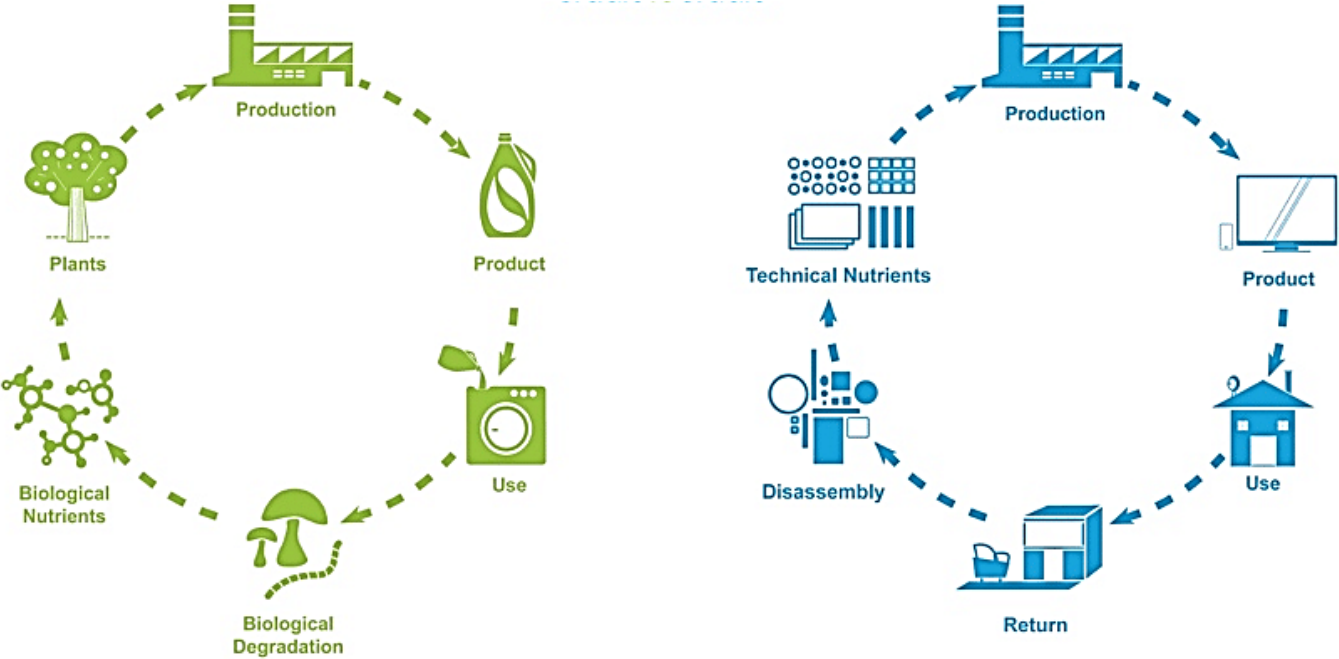 Production
Product
Use
Biological
Degradation
Biological
Nutrients
Plants
Production
Product
Use
Return
Disassembly
Technical Nutrients